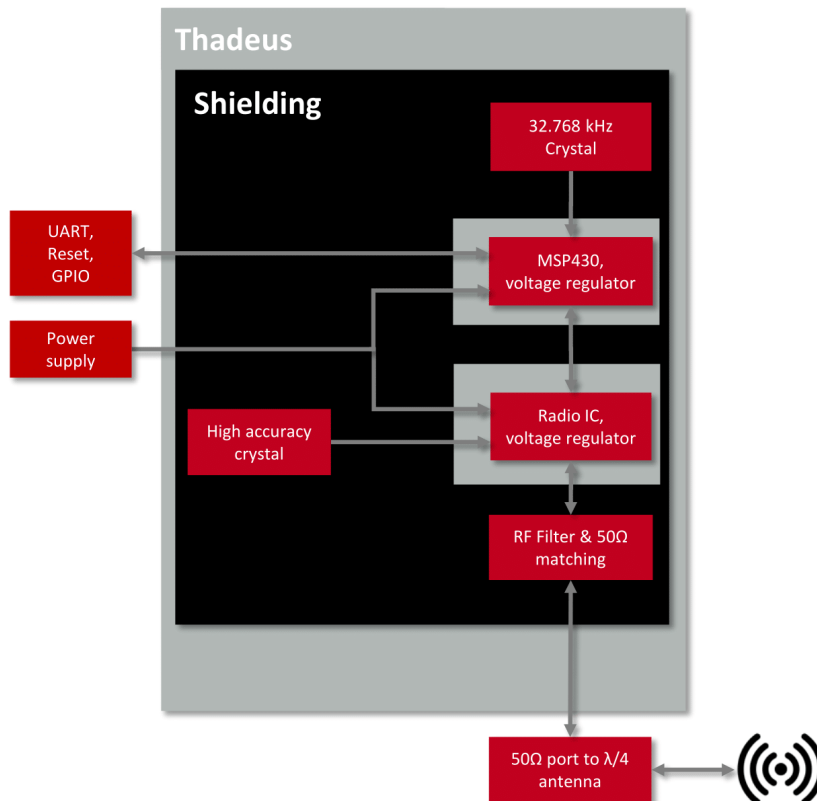 Thadeus
Shielding
32.768 kHz
Crystal
UART,
Reset,
GPIO
MSP430,
voltage regulator
Power
supply
High accuracy
crystal
Radio IC,
voltage regulator
RF Filter & 50Ω
matching
50Ω port to λ/4
antenna